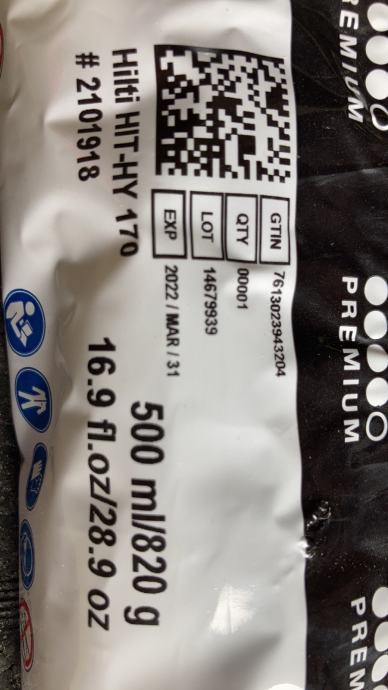 PREMIUM
PREMIUM
PREM
GTIN 7613023943204
QTY 00001
LOT 14679939
EXP 2022 / MAR / 31
Hilti HIT-HY 170
# 2101918
500 ml/820 g
16.9 fl.oz/28.9 oz